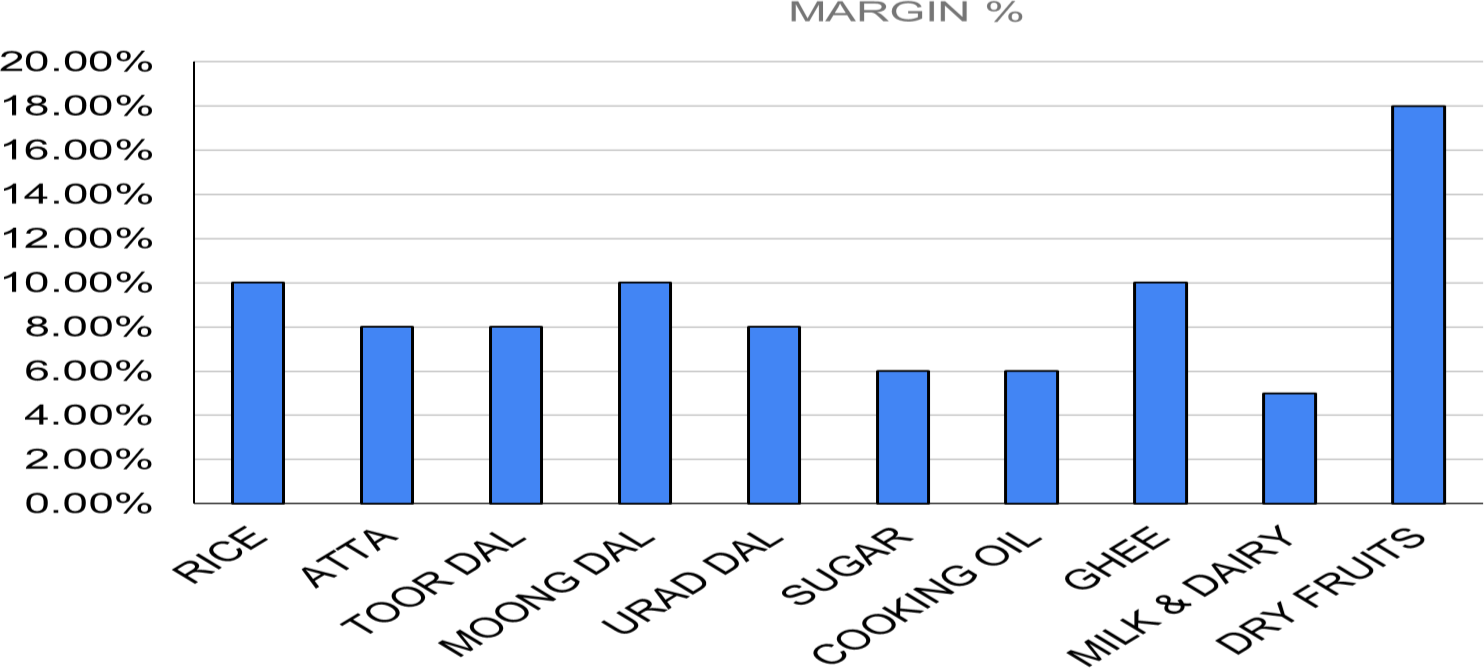 MARGIN %
20.00%
18.00%
16.00%
14.00%
12.00%
10.00%
8.00%
6.00%
4.00%
2.00%
0.00%
RICE
ATTA
TOOR DAL
MOONG DAL
URAD DAL
SUGAR
COOKING OIL
GHEE
MILK & DAIRY
DRY FRUITS